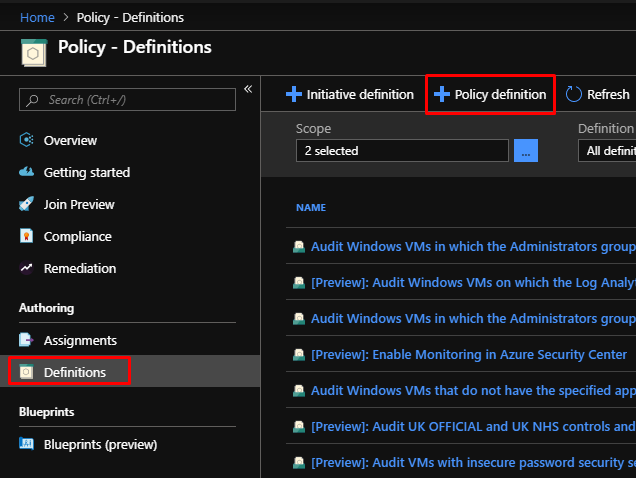 Home > Policy - Definitions
Policy - Definitions
«
Search (Ctrl+/)
Overview
Getting started
Join Preview
Compliance
Remediation
Authoring
Assignments
Definitions
Blueprints
Blueprints (preview)
+ Initiative definition + Policy definition Refresh
Scope Definition
2 selected ... All definit
NAME
Audit Windows VMs in which the Administrators group
[Preview]: Audit Windows VMs on which the Log Analyt
Audit Windows VMs in which the Administrators group
[Preview]: Enable Monitoring in Azure Security Center
Audit Windows VMs that do not have the specified app
[Preview]: Audit UK OFFICIAL and UK NHS controls and
[Preview]: Audit VMs with insecure password security se